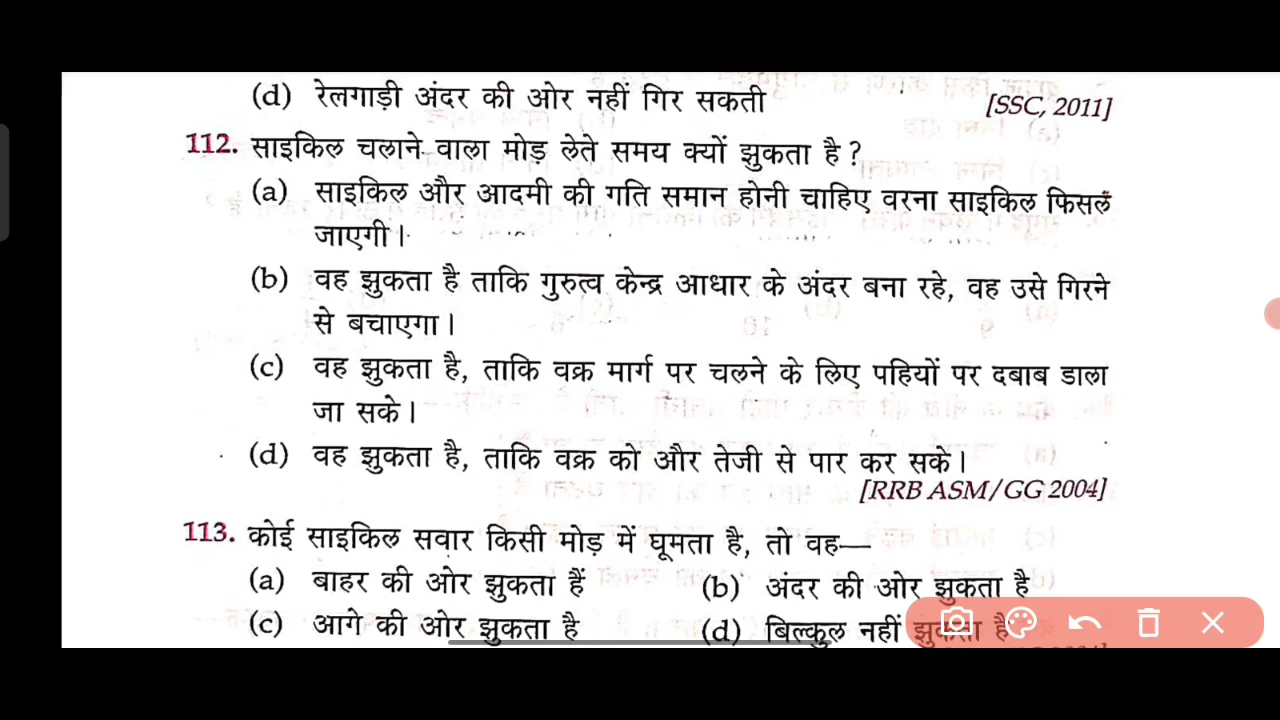 (d) रेलगाड़ी अंदर की ओर नहीं गिर सकती [SSC, 2011]
112. साइकिल चलाने वाला मोड़ लेते समय क्यों झुकता है?
(a) साइकिल और आदमी की गति समान होनी चाहिए वरना साइकिल फिसल
जाएगी।
(b) वह झुकता है ताकि गुरुत्व केन्द्र आधार के अंदर बना रहे, वह उसे गिरने
से बचाएगा।
(c) वह झुकता है, ताकि वक्र मार्ग पर चलने के लिए पहियों पर दबाब डाला
जा सके।
(d) वह झुकता है, ताकि वक्र को और तेजी से पार कर सके।
[RRB ASM/GG 2004]
113. कोई साइकिल सवार किसी मोड़ में घूमता है, तो वह—
(a) बाहर की ओर झुकता हैं (b) अंदर की ओर झुकता है
(c) आगे की ओर झुकता है (d) बिल्कुल नहीं झुकता है